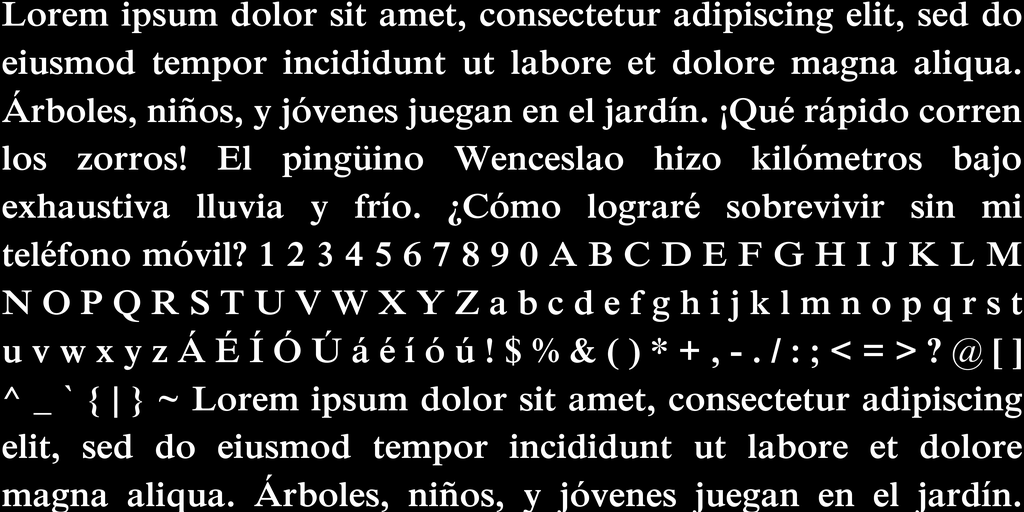 Lorem ipsum dolor sit amet, consectetur adipiscing elit, sed do
eiusmod tempor incididunt ut labore et dolore magna aliqua.
Árboles, niños, y jóvenes juegan en el jardín. ¡Qué rápido corren
los zorros! El pingüino Wenceslao hizo kilómetros bajo
exhaustiva lluvia y frío. ¿Cómo lograré sobrevivir sin mi
teléfono móvil? 1 2 3 4 5 6 7 8 9 0 A B C D E F G H I J K L M
N O P Q R S T U V W X Y Z a b c d e f g h i j k l m n o p q r s t
u v w x y z Á É Í Ó Ú á é í ó ú ! $ % & ( ) * + , - . / : ; < = > ? @ [ ]
^ _ ` { | } ~ Lorem ipsum dolor sit amet, consectetur adipiscing
elit, sed do eiusmod tempor incididunt ut labore et dolore
magna aliqua. Árboles, niños, y jóvenes juegan en el jardín.